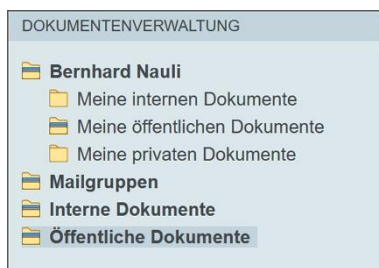 DOKUMENTENVERWALTUNG
Bernhard Nauli
Meine internen Dokumente
Meine öffentlichen Dokumente
Meine privaten Dokumente
Mailgruppen
Interne Dokumente
Öffentliche Dokumente